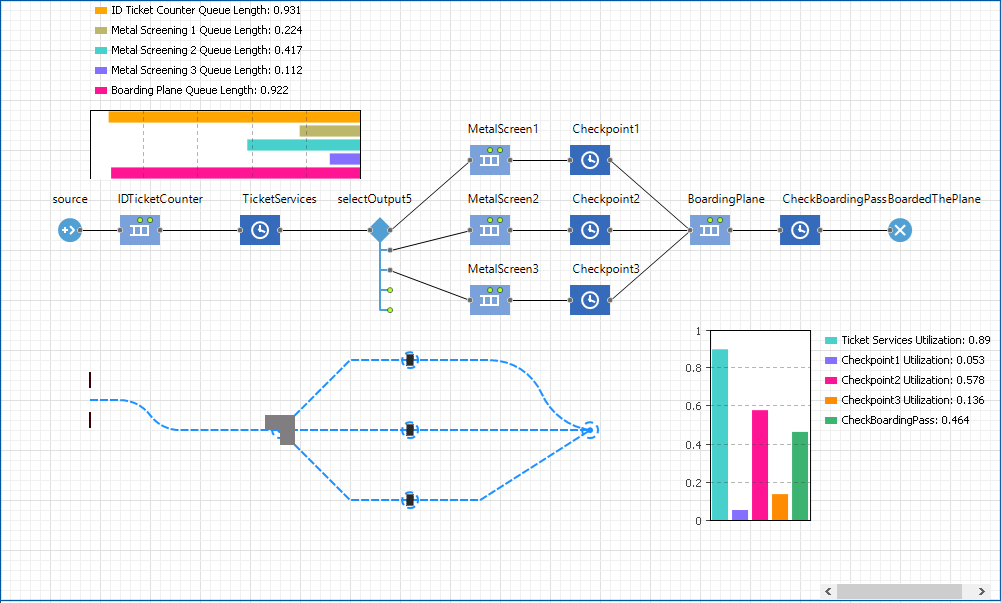 ID Ticket Counter Queue Length: 0.931
Metal Screening 1 Queue Length: 0.224
Metal Screening 2 Queue Length: 0.417
Metal Screening 3 Queue Length: 0.112
Boarding Plane Queue Length: 0.922
MetalScreen1 Checkpoint1
source IDTicketCounter TicketServices selectOutput5 MetalScreen2 Checkpoint2 BoardingPlane CheckBoardingPass BoardedThePlane
MetalScreen3 Checkpoint3
1
0.8
0.6
0.4
0.2
0
Ticket Services Utilization: 0.89
Checkpoint1 Utilization: 0.053
Checkpoint2 Utilization: 0.578
Checkpoint3 Utilization: 0.136
CheckBoardingPass: 0.464